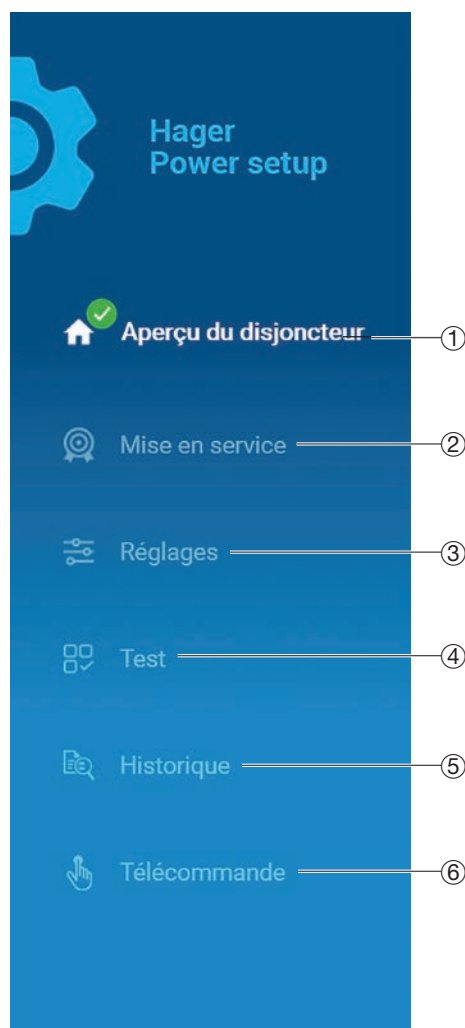 Hager
Power setup
Aperçu du disjoncteur ①
Mise en service ②
Réglages ③
Test ④
Historique ⑤
Télécommande ⑥